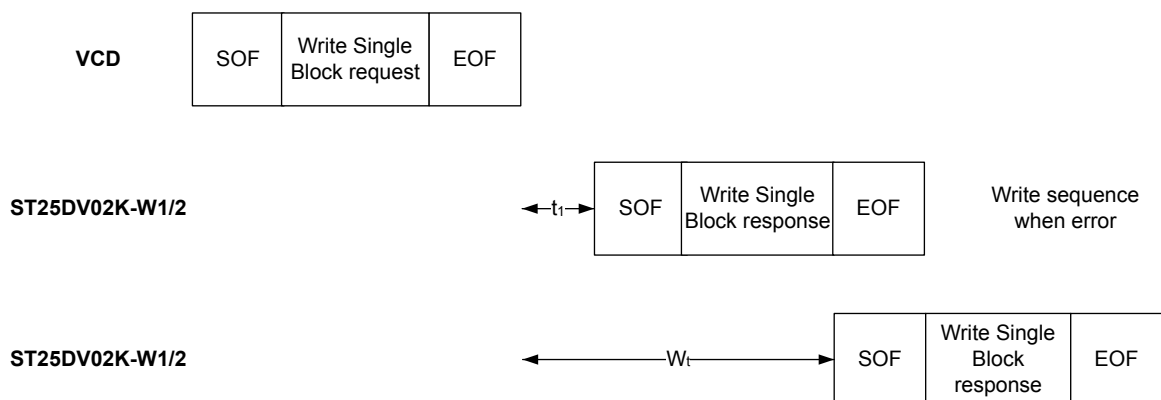 VCD
SOF
Write Single
Block request
EOF
ST25DV02K-W1/2
t1
SOF
Write Single
Block response
EOF
Write sequence
when error
ST25DV02K-W1/2
Wt
SOF
Write Single
Block
response
EOF